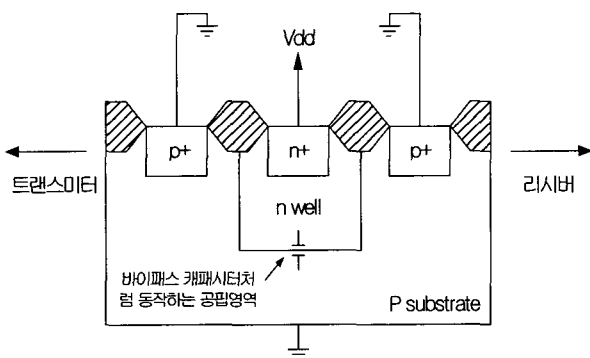 Vdd
p+
n+
p+
트랜스미터
리시버
n well
바이패스 캐패시터처
럼 동작하는 공핍영역
P substrate